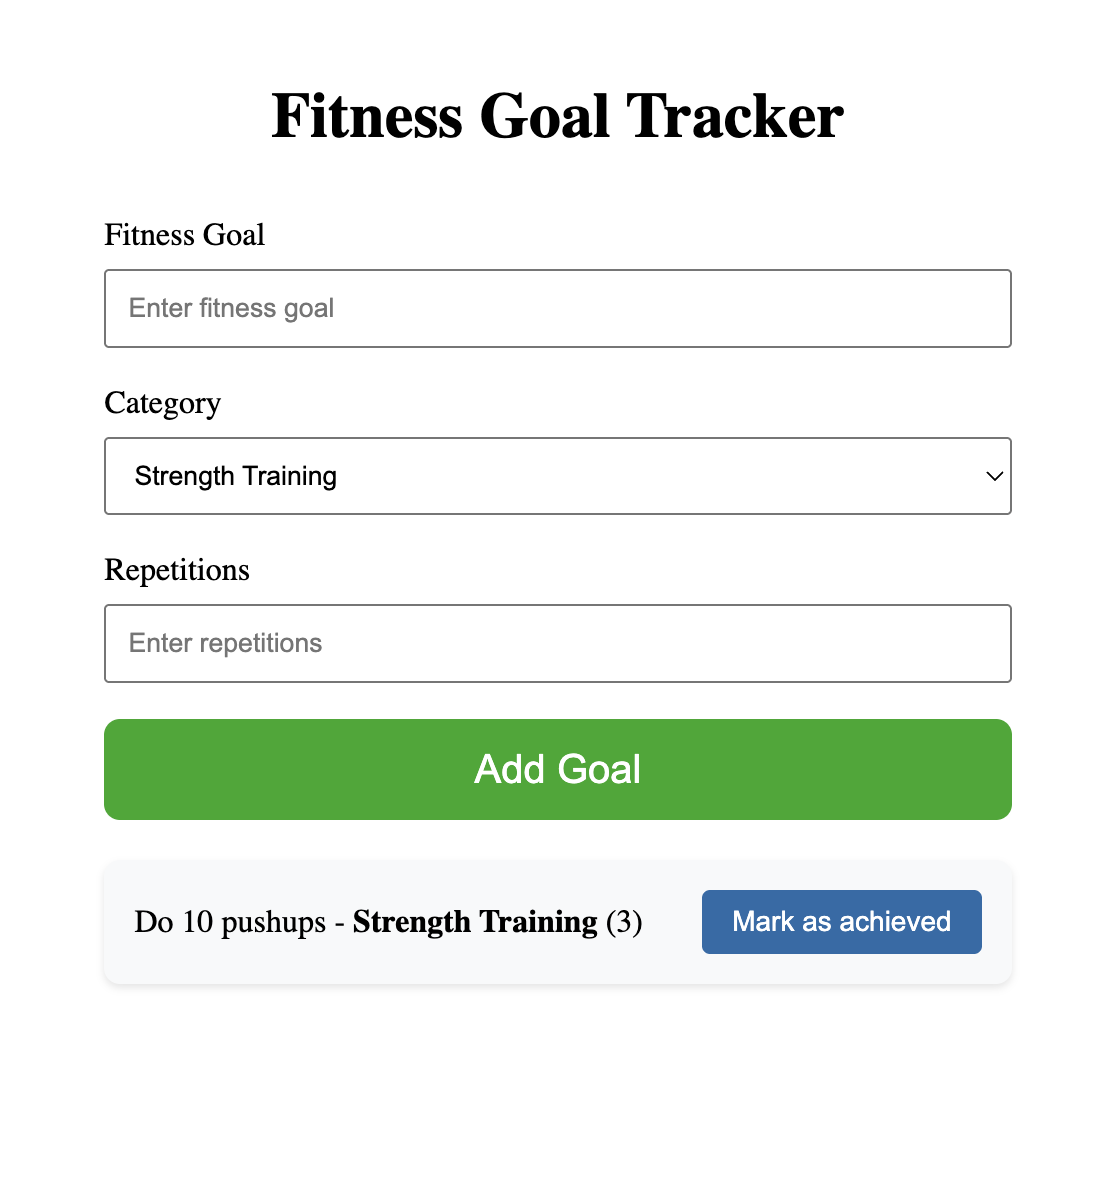 Fitness Goal Tracker
Fitness Goal
Enter fitness goal
Category
Strength Training
Repetitions
Enter repetitions
Add Goal
Do 10 pushups - Strength Training (3)
Mark as achieved